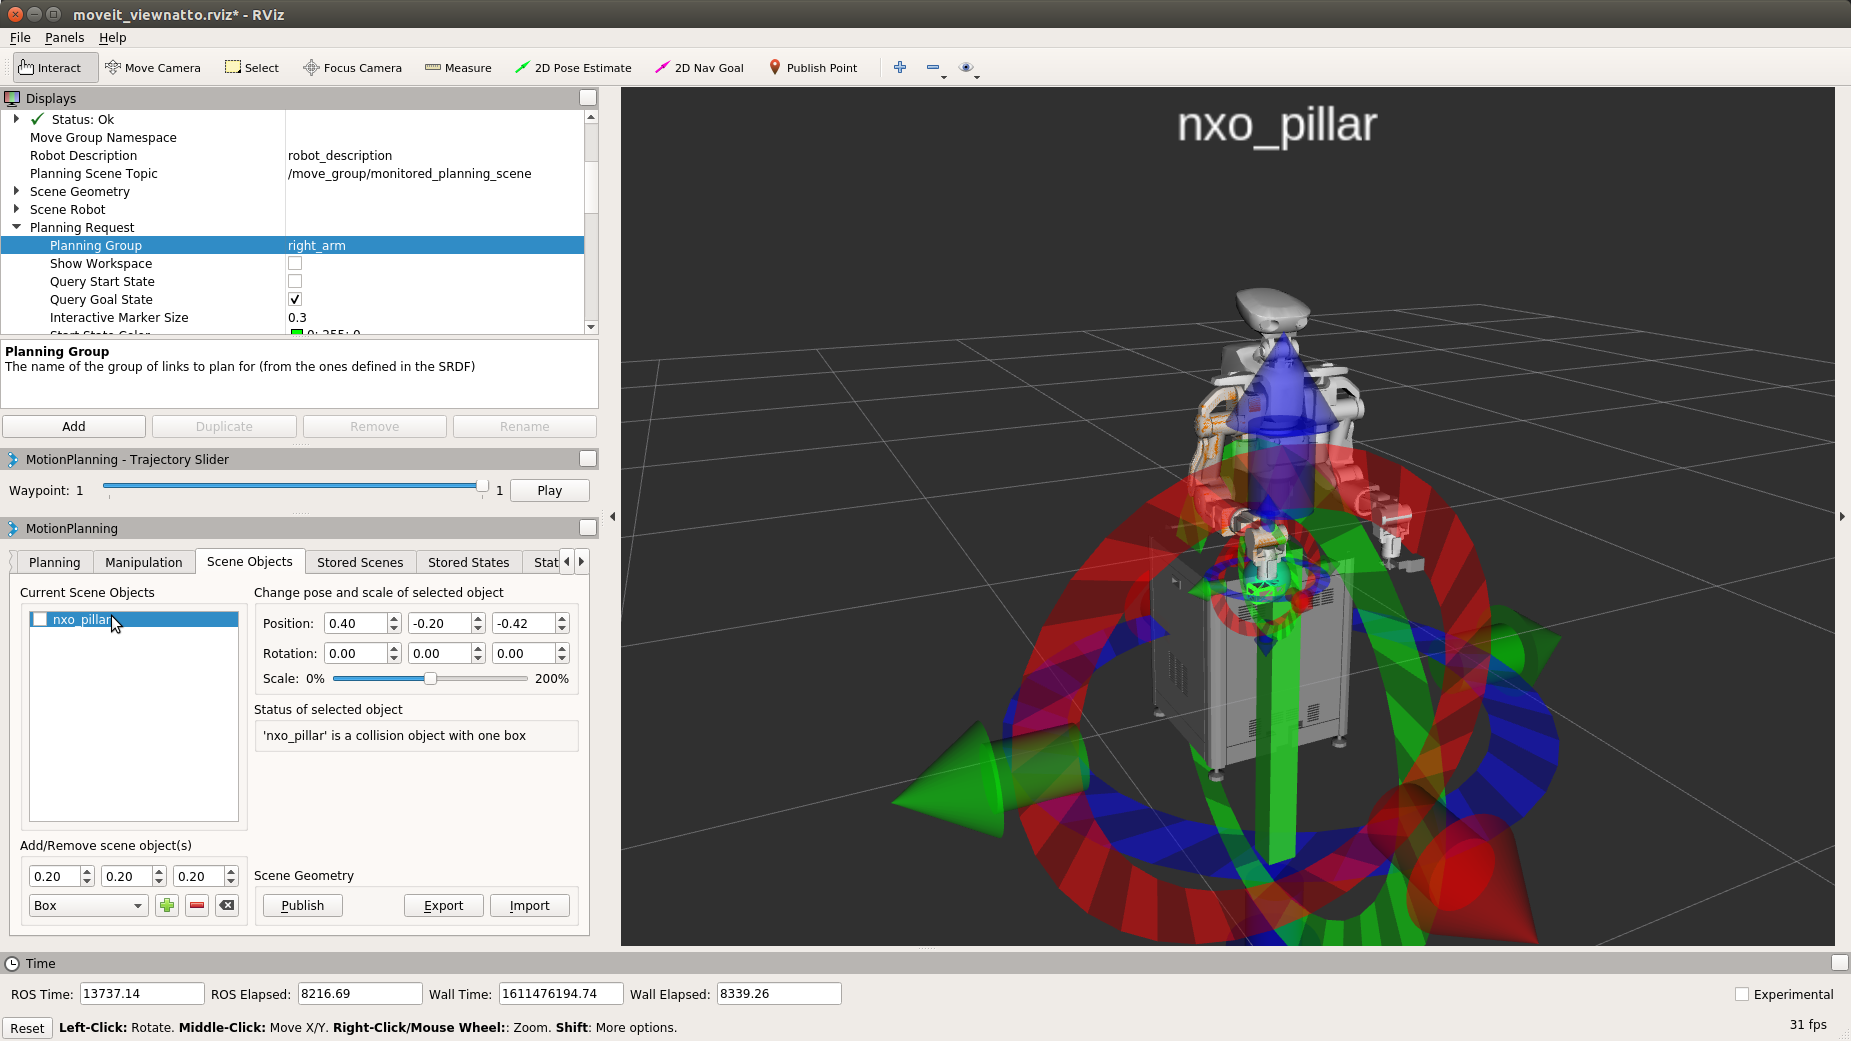 moveit_viewnatto.rviz* - RViz
File Panels Help
Interact Move Camera Select Focus Camera Measure 2D Pose Estimate 2D Nav Goal Publish Point
Displays
Status: Ok
Move Group Namespace
Robot Description robot_description
Planning Scene Topic /move_group/monitored_planning_scene
Scene Geometry
Scene Robot
Planning Request
Planning Group right_arm
Show Workspace
Query Start State
Query Goal State
Interactive Marker Size 0.3
Start State Color 0; 255; 0
Planning Group
The name of the group of links to plan for (from the ones defined in the SRDF)
Add Duplicate Remove Rename
MotionPlanning - Trajectory Slider
Waypoint: 1 1 Play
MotionPlanning
Planning Manipulation Scene Objects Stored Scenes Stored States Stat
Current Scene Objects
nxo_pillar
Change pose and scale of selected object
Position: 0.40 -0.20 -0.42
Rotation: 0.00 0.00 0.00
Scale: 0% 200%
Status of selected object
'nxo_pillar' is a collision object with one box
Add/Remove scene object(s)
0.20 0.20 0.20
Box
Scene Geometry
Publish Export Import
nxo_pillar
Time
ROS Time: 13737.14 ROS Elapsed: 8216.69 Wall Time: 1611476194.74 Wall Elapsed: 8339.26 Experimental
Reset Left-Click: Rotate. Middle-Click: Move X/Y. Right-Click/Mouse Wheel:: Zoom. Shift: More options. 31 fps